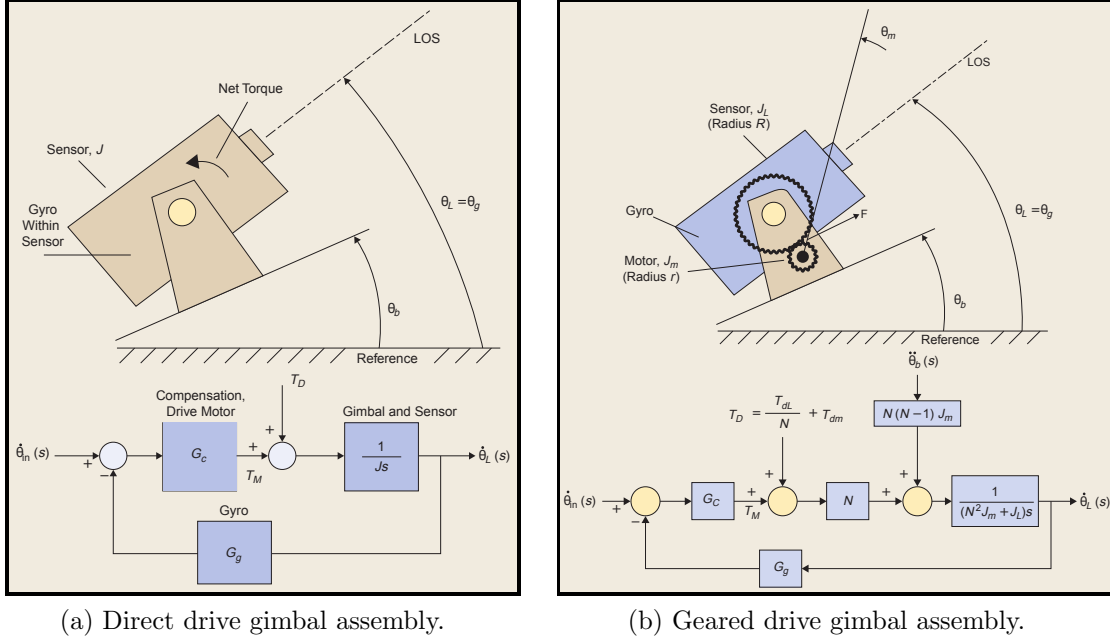 LOS
Net Torque
Sensor, J
Gyro
Within
Sensor
θL = θg
θb
Reference
Compensation,
Drive Motor
TD
Gimbal and Sensor
θ̇in (s)
+
−
Gc
+
TM
+
1
Js
θ̇L (s)
Gyro
Gg
(a) Direct drive gimbal assembly.
θm
LOS
Sensor, JL
(Radius R)
Gyro
F
θL = θg
Motor, Jm
(Radius r)
θb
Reference
θ̈b (s)
TD = TdL / N + Tdm
N (N − 1) Jm
θ̇in (s)
+
−
GC
+
TM
+
N
+
+
1
(N²Jm + JL)s
θ̇L (s)
Gg
(b) Geared drive gimbal assembly.